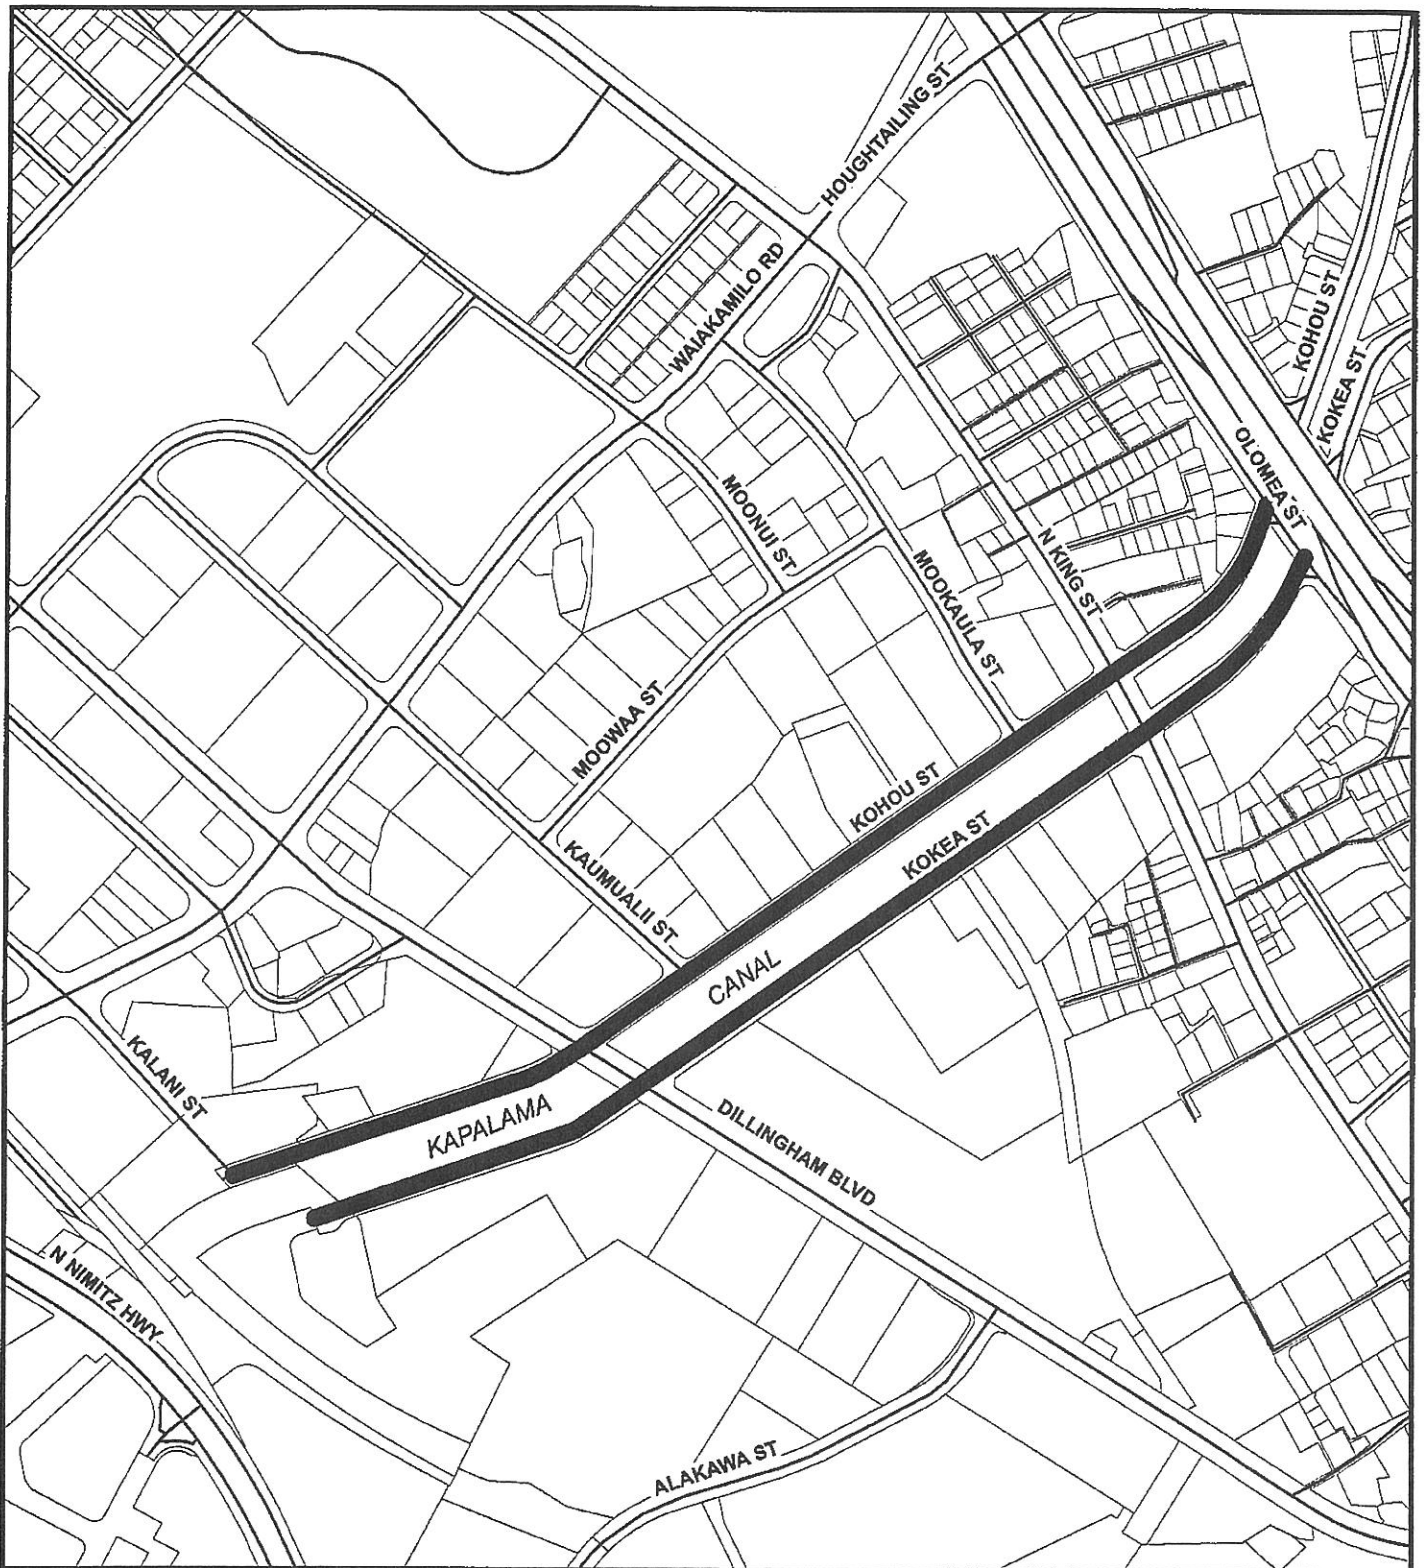 HOUGHTAILING ST
WAIAKAMILO RD
KOHOU ST
KOKEA ST
OLOMEA ST
MOONUI ST
N KING ST
MOOKAULA ST
MOOWAA ST
KOHOU ST
KOKEA ST
KAUMUALII ST
CANAL
KALANI ST
KAPALAMA
DILLINGHAM BLVD
N NIMITZ HWY
ALAKAWA ST